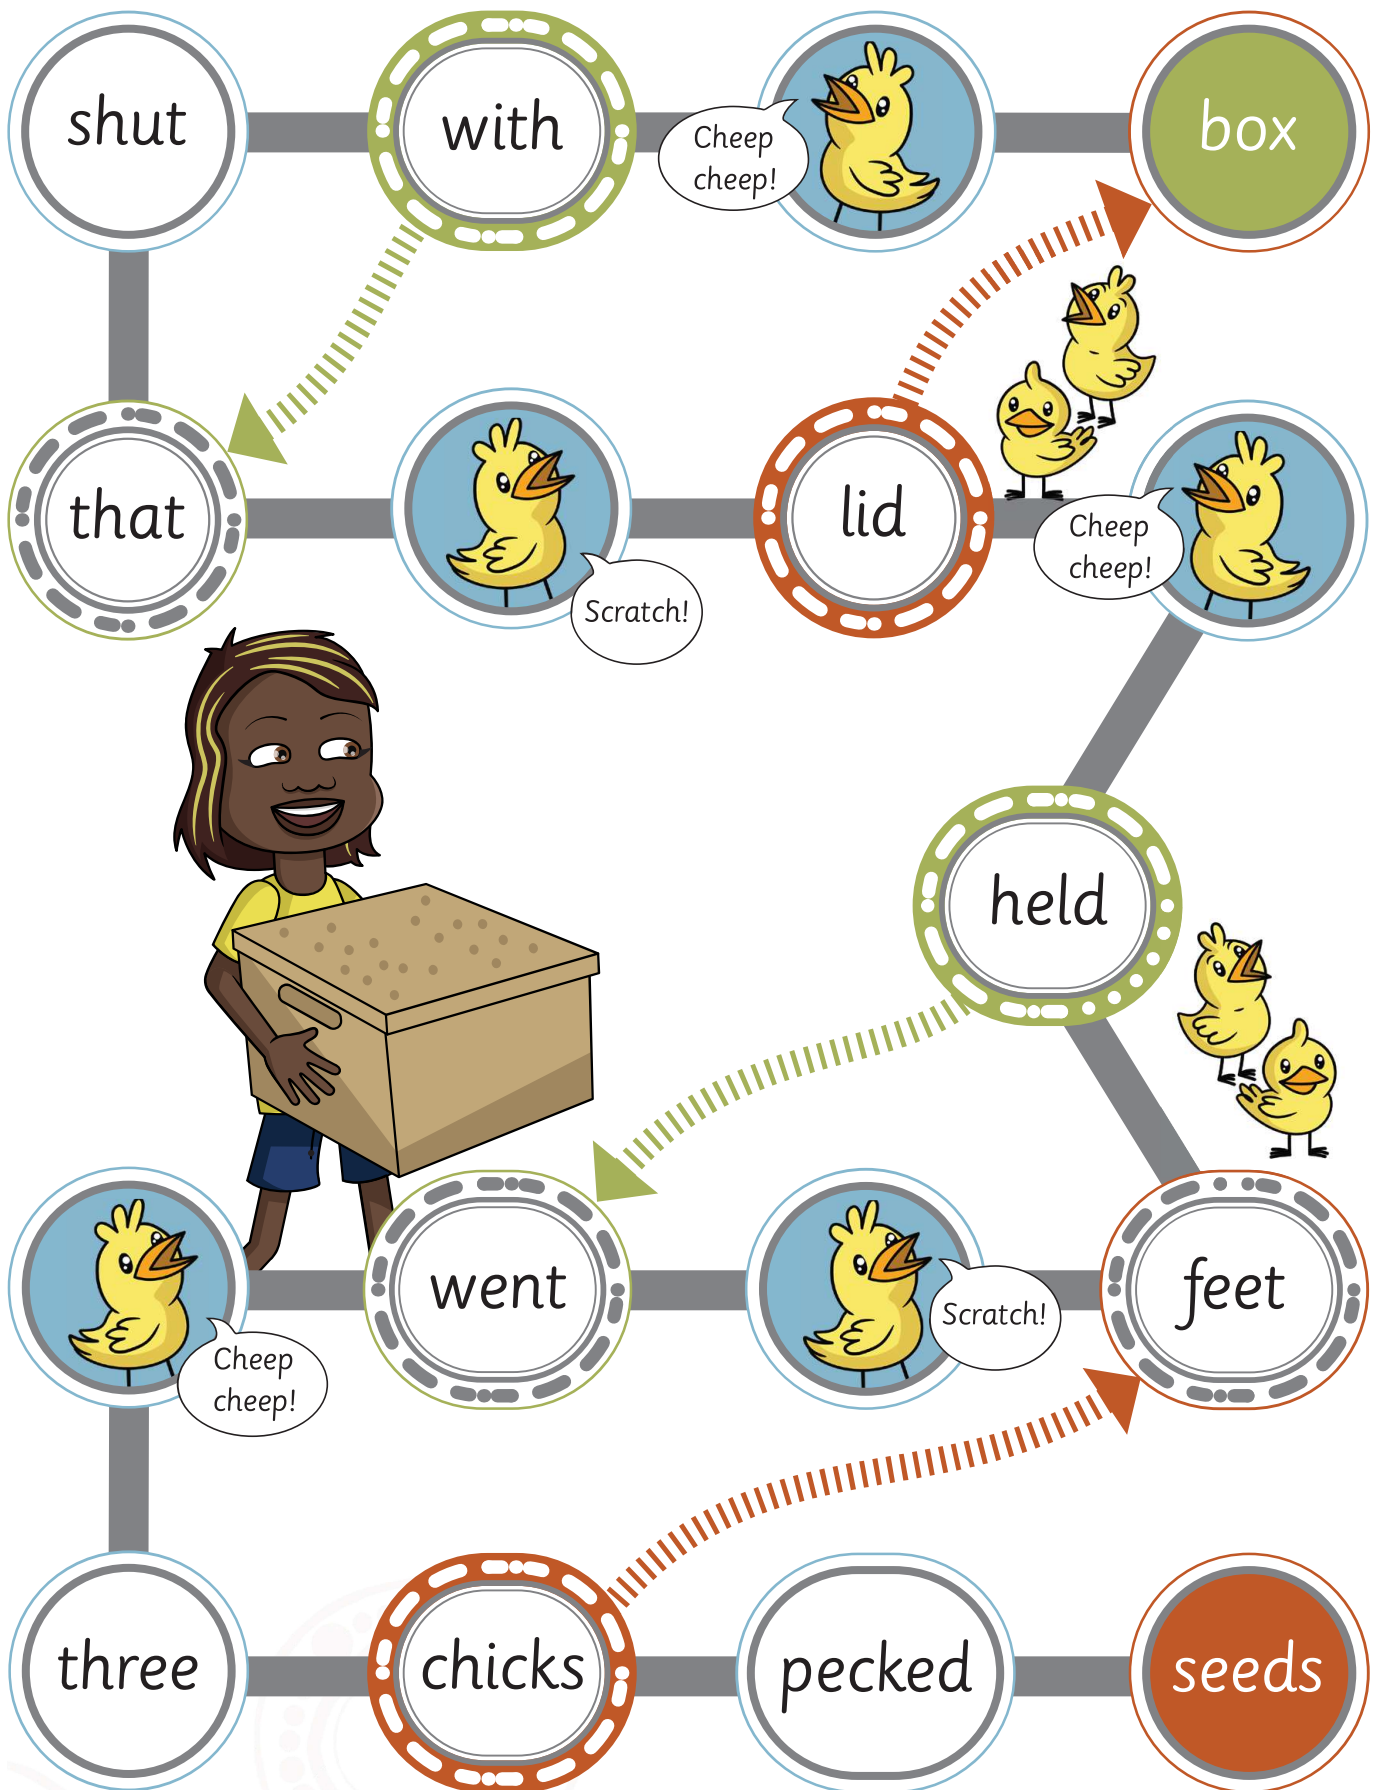 shut
with
Cheep
cheep!
box
that
Scratch!
lid
Cheep
cheep!
held
Cheep
cheep!
went
Scratch!
feet
three
chicks
pecked
seeds